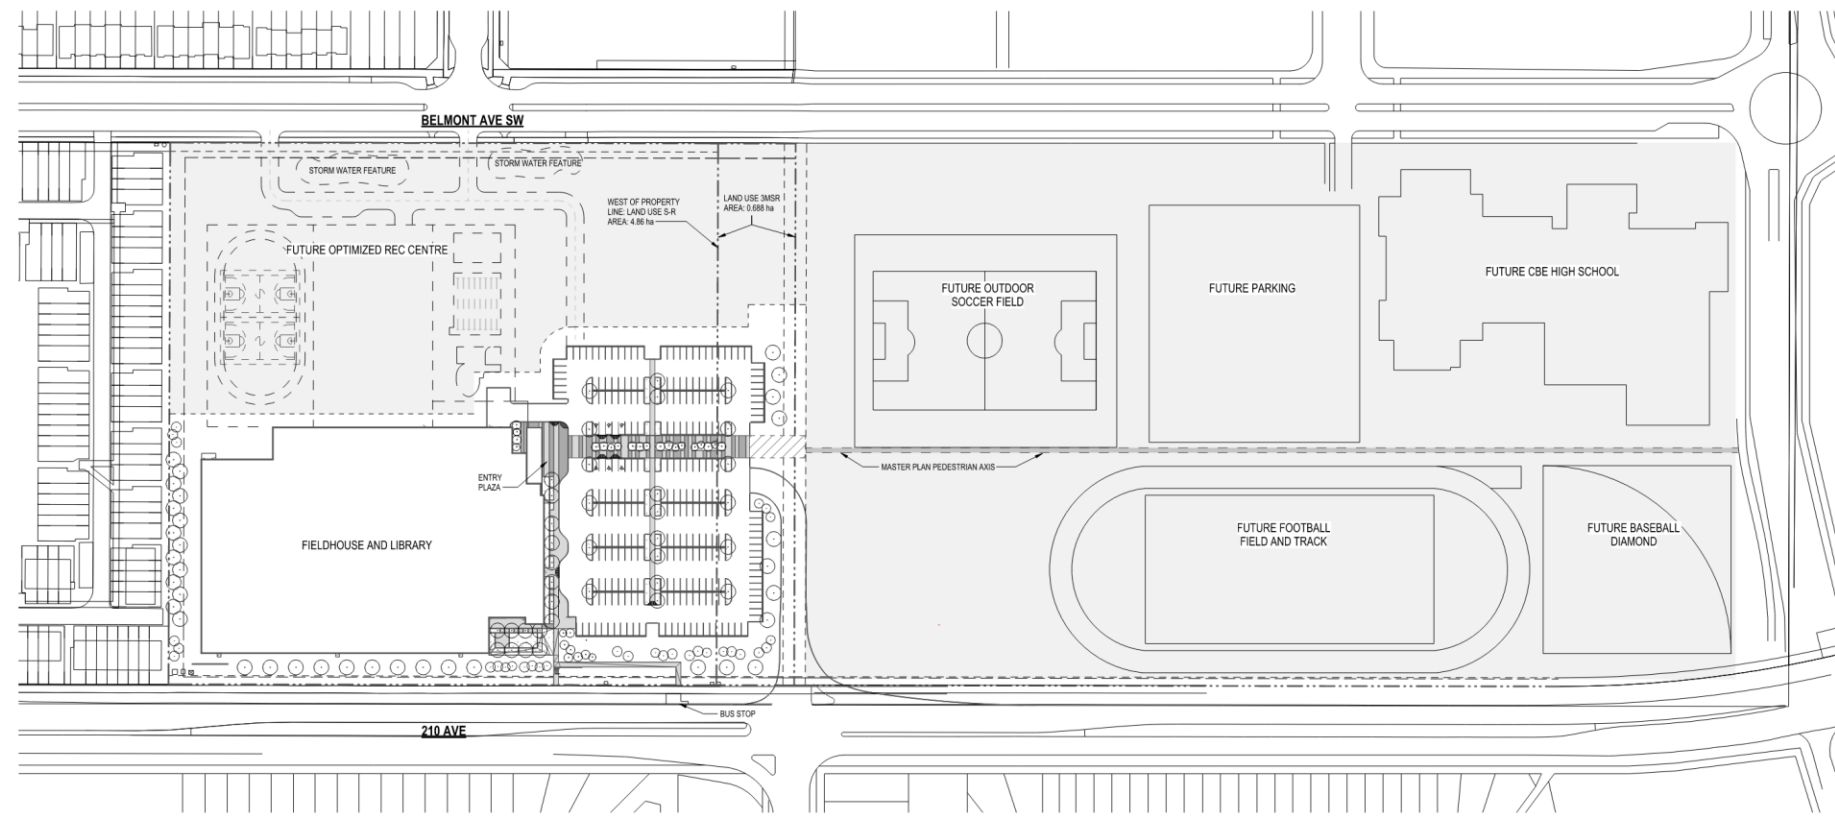 BELMONT AVE SW
STORM WATER FEATURE
STORM WATER FEATURE
WEST OF PROPERTY
LINE: LAND USE S-R
AREA: 4.86 ha
LAND USE 3MSR
AREA: 0.688 ha
FUTURE OPTIMIZED REC CENTRE
FUTURE OUTDOOR
SOCCER FIELD
FUTURE PARKING
FUTURE CBE HIGH SCHOOL
MASTER PLAN PEDESTRIAN AXIS
ENTRY
PLAZA
FIELDHOUSE AND LIBRARY
FUTURE FOOTBALL
FIELD AND TRACK
FUTURE BASEBALL
DIAMOND
BUS STOP
210 AVE